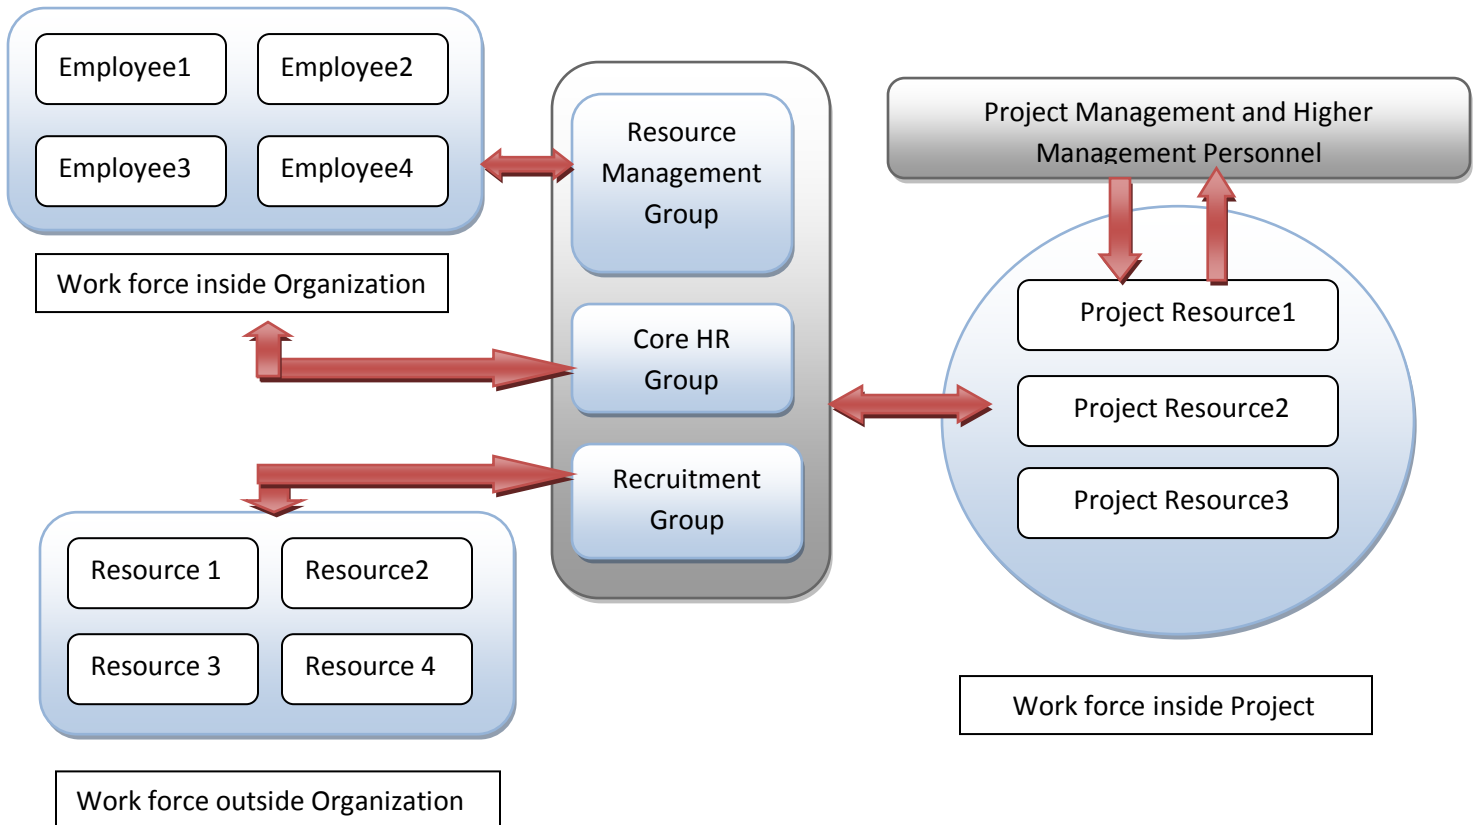 Employee1
Employee2
Employee3
Employee4
Work force inside Organization
Resource
Management
Group
Core HR
Group
Recruitment
Group
Resource 1
Resource2
Resource 3
Resource 4
Work force outside Organization
Project Management and Higher
Management Personnel
Project Resource1
Project Resource2
Project Resource3
Work force inside Project